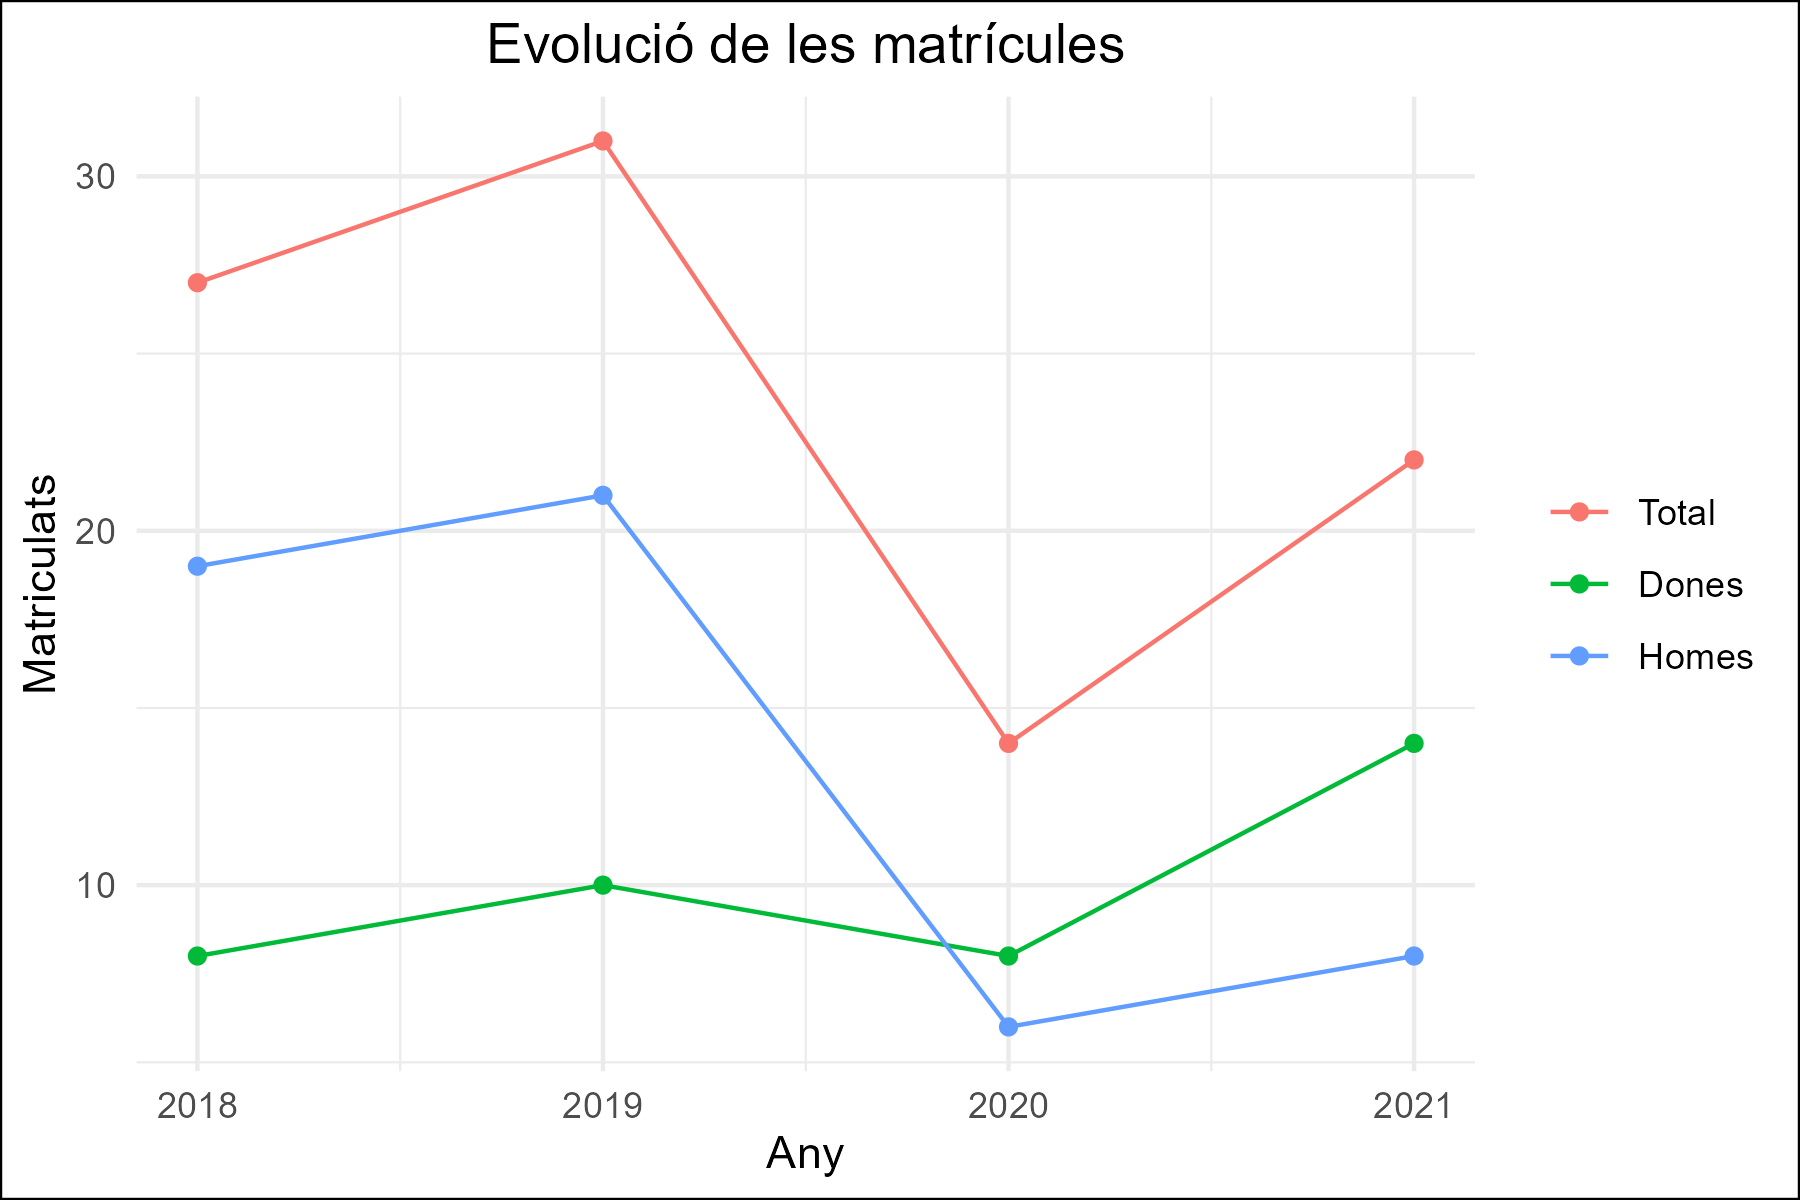 Evolució de les matrícules
Matriculats
30
20
10
2018
2019
2020
2021
Any
Total
Dones
Homes